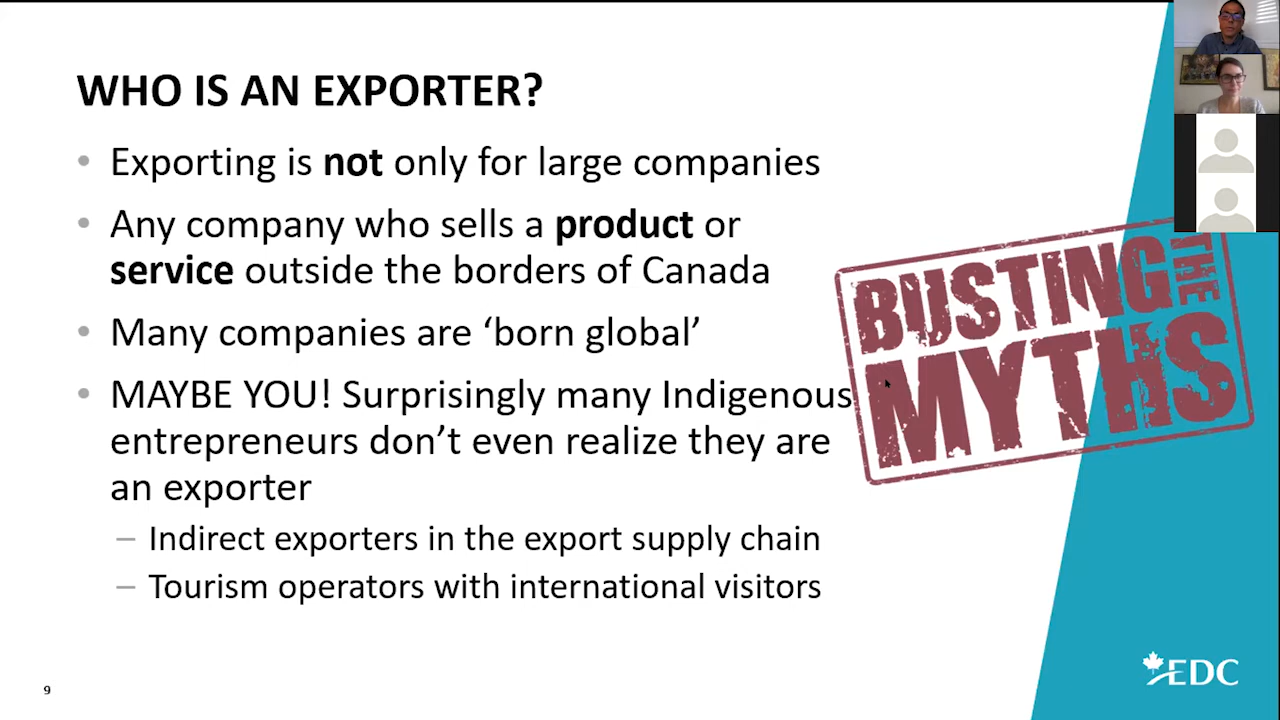 WHO IS AN EXPORTER?
• Exporting is not only for large companies
• Any company who sells a product or
service outside the borders of Canada
• Many companies are ‘born global’
• MAYBE YOU! Surprisingly many Indigenous
entrepreneurs don’t even realize they are
an exporter
– Indirect exporters in the export supply chain
– Tourism operators with international visitors
BUSTING THE
MYTHS
9
EDC